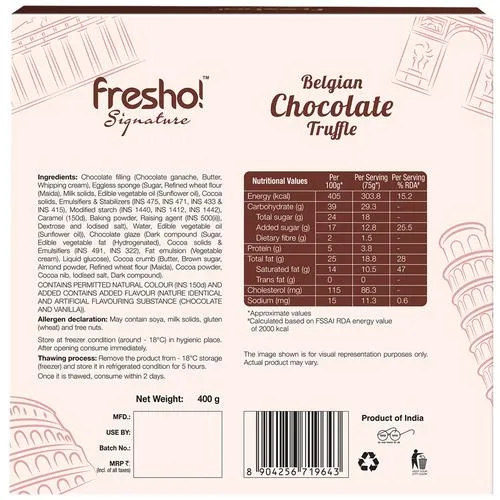 fresho!™
Signature
Belgian
Chocolate
Truffle
Ingredients: Chocolate filling (Chocolate ganache, Butter,
Whipping cream), Eggless sponge (Sugar, Refined wheat flour
(Maida), Milk solids, Edible vegetable oil (Sunflower oil), Cocoa
solids, Emulsifiers & Stabilizers (INS 475, INS 471, INS 433 &
INS 415), Modified starch (INS 1440, INS 1412, INS 1442),
Caramel (150d), Baking powder, Raising agent (INS 500(ii),
Dextrose and Iodised salt), Water, Edible vegetable oil
(Sunflower oil)), Chocolate glaze (Dark compound (Sugar,
Edible vegetable fat (Hydrogenated), Cocoa solids &
Emulsifiers (INS 491, INS 322), Fat emulsion (Vegetable
cream), Liquid glucose), Cocoa crumb (Butter, Brown sugar,
Almond powder, Refined wheat flour (Maida), Cocoa powder,
Cocoa nib, Iodised salt, Dark compound).
CONTAINS PERMITTED NATURAL COLOUR (INS 150d) AND
ADDED CONTAINS ADDED FLAVOUR (NATURE IDENTICAL
AND ARTIFICIAL FLAVOURING SUBSTANCE (CHOCOLATE
AND VANILLA)).
Allergen declaration: May contain soya, milk solids, gluten
(wheat) and tree nuts.
Store at freezer condition (around - 18°C) in hygienic place.
After opening consume immediately.
Thawing process: Remove the product from - 18°C storage
(freezer) and store it in refrigerated condition for 5 hours.
Once it is thawed, consume within 2 days.
Nutritional Values Per 100g* Per Serving (75g)* Per Serving % RDA^
Energy (kcal) 405 303.8 15.2
Carbohydrate (g) 39 29.3 -
Total sugar (g) 24 18 -
Added sugar (g) 17 12.8 25.5
Dietary fibre (g) 2 1.5 -
Protein (g) 5 3.8 -
Total fat (g) 25 18.8 28
Saturated fat (g) 14 10.5 47
Trans fat (g) 0 0 -
Cholesterol (mg) 115 86.3 -
Sodium (mg) 15 11.3 0.6
*Approximate values
^Calculated based on FSSAI RDA energy value
of 2000 kcal
The image shown is for visual representation purposes only.
Actual product may vary.
Net Weight: 400 g
MFD.:
USE BY:
Batch No.:
MRP ₹
(Incl. of all taxes)
8 904256 719643
Product of India